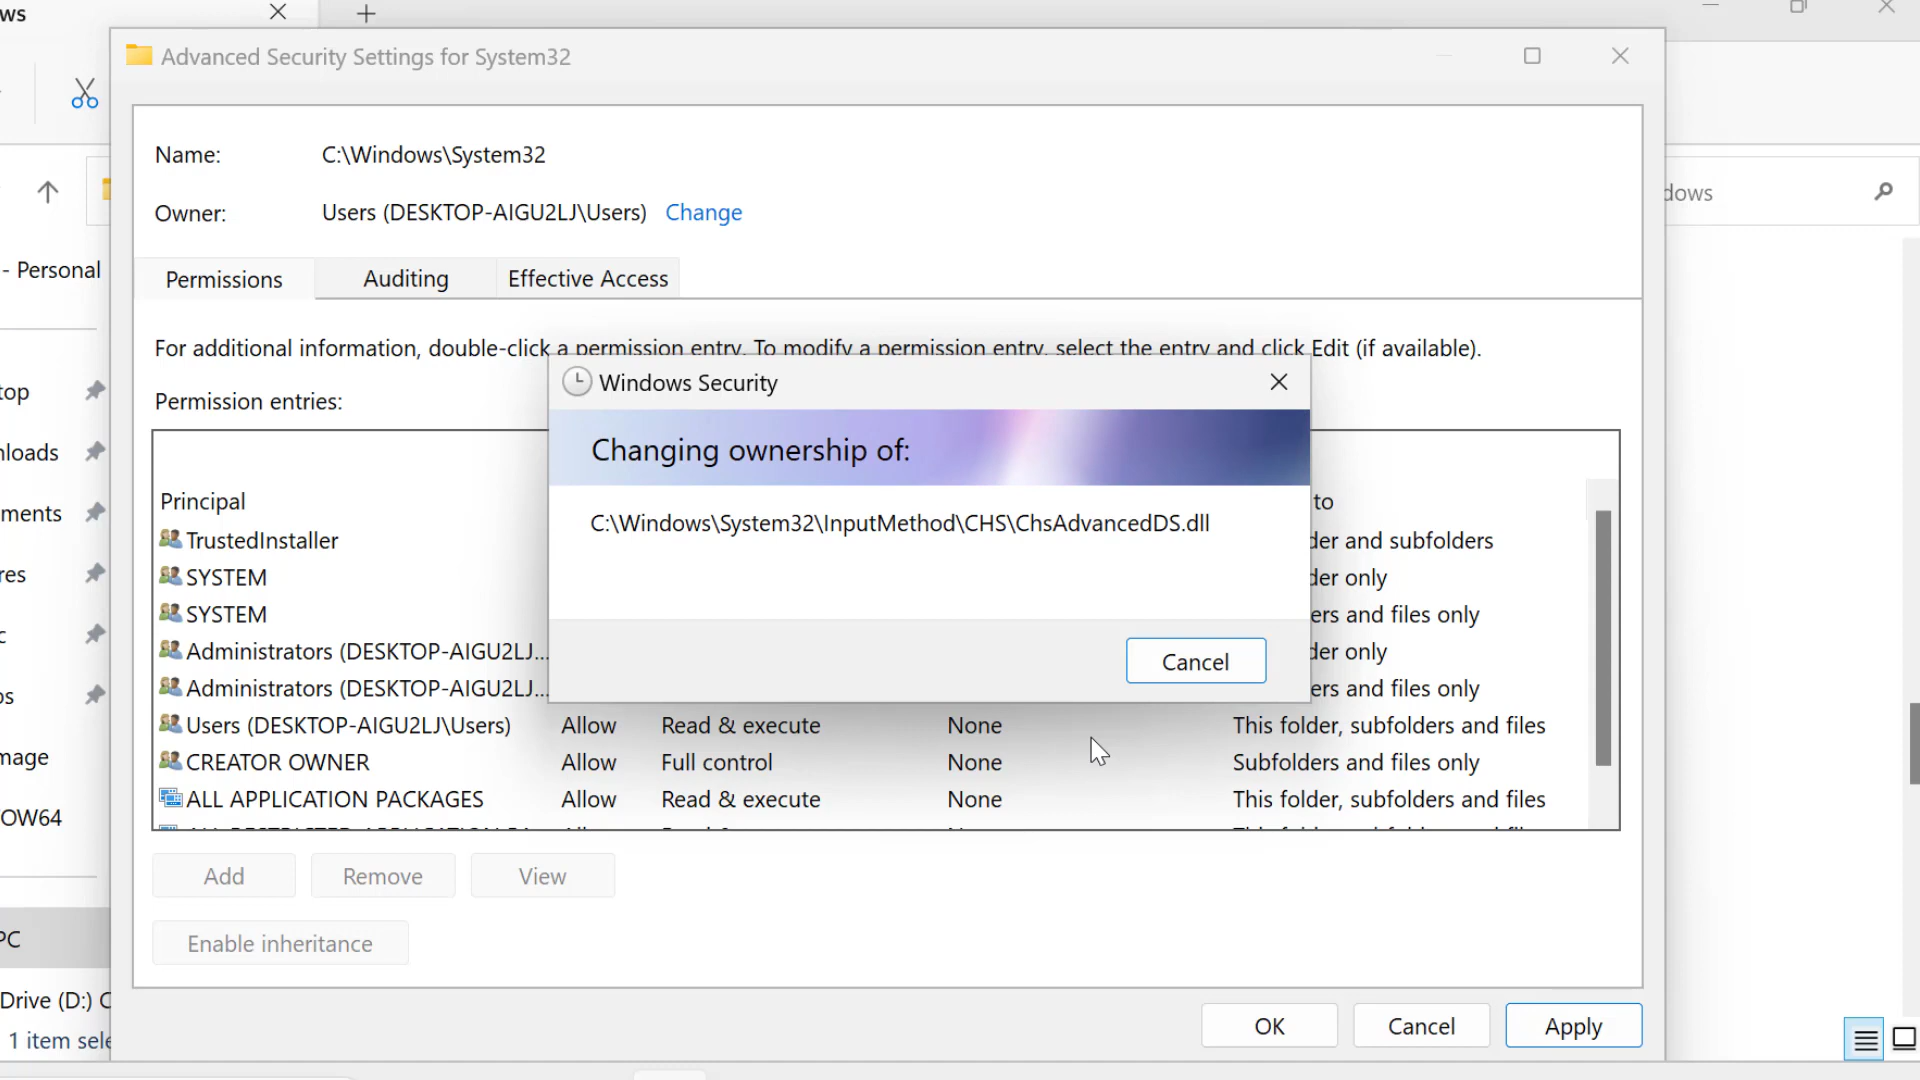 ws
Advanced Security Settings for System32
Name: C:\Windows\System32
dows
Owner: Users (DESKTOP-AIGU2LJ\Users) Change
- Personal
Permissions Auditing Effective Access
For additional information, double-click a permission entry. To modify a permission entry, select the entry and click Edit (if available).
Windows Security
top
Permission entries:
Changing ownership of:
nloads
Principal to
ments
C:\Windows\System32\InputMethod\CHS\ChsAdvancedDS.dll
TrustedInstaller der and subfolders
res
SYSTEM der only
SYSTEM ers and files only
c
Administrators (DESKTOP-AIGU2LJ... der only
Cancel
Administrators (DESKTOP-AIGU2LJ... ers and files only
os
Users (DESKTOP-AIGU2LJ\Users) Allow Read & execute None This folder, subfolders and files
mage
CREATOR OWNER Allow Full control None Subfolders and files only
ALL APPLICATION PACKAGES Allow Read & execute None This folder, subfolders and files
OW64
Add Remove View
PC
Enable inheritance
Drive (D:) C
OK Cancel Apply
1 item sele